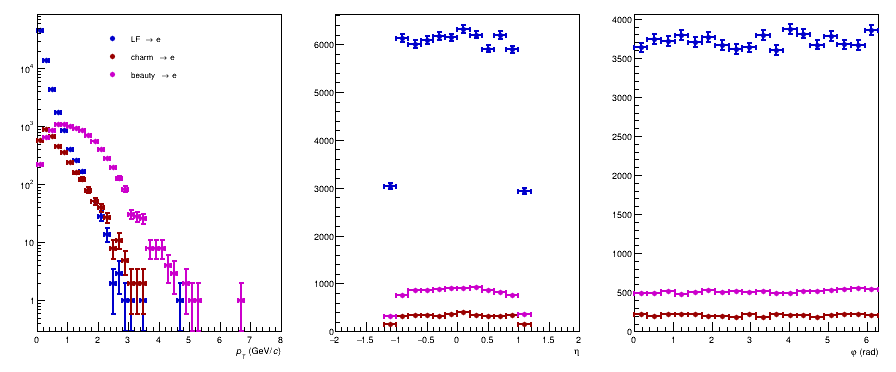 LF → e
charm → e
beauty → e
10⁴
10³
10²
10
1
0 1 2 3 4 5 6 7 8
p_T (GeV/c)
6000
5000
4000
3000
2000
1000
0
−2 −1.5 −1 −0.5 0 0.5 1 1.5 2
η
4000
3500
3000
2500
2000
1500
1000
500
0
0 1 2 3 4 5 6
φ (rad)